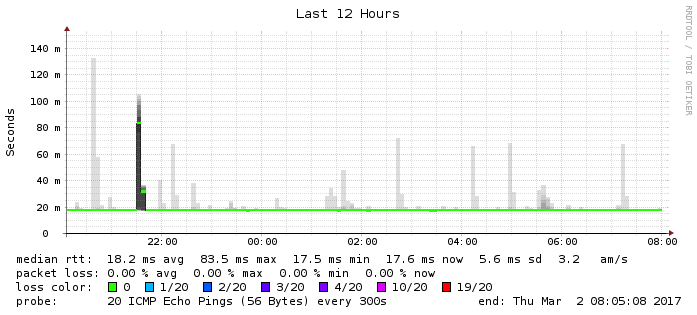 Last 12 Hours
RRDTOOL / TOBI OETIKER
Seconds
140 m
120 m
100 m
80 m
60 m
40 m
20 m
0
22:00 00:00 02:00 04:00 06:00 08:00
median rtt: 18.2 ms avg 83.5 ms max 17.5 ms min 17.6 ms now 5.6 ms sd 3.2 am/s
packet loss: 0.00 % avg 0.00 % max 0.00 % min 0.00 % now
loss color: 0 1/20 2/20 3/20 4/20 10/20 19/20
probe: 20 ICMP Echo Pings (56 Bytes) every 300s end: Thu Mar 2 08:05:08 2017